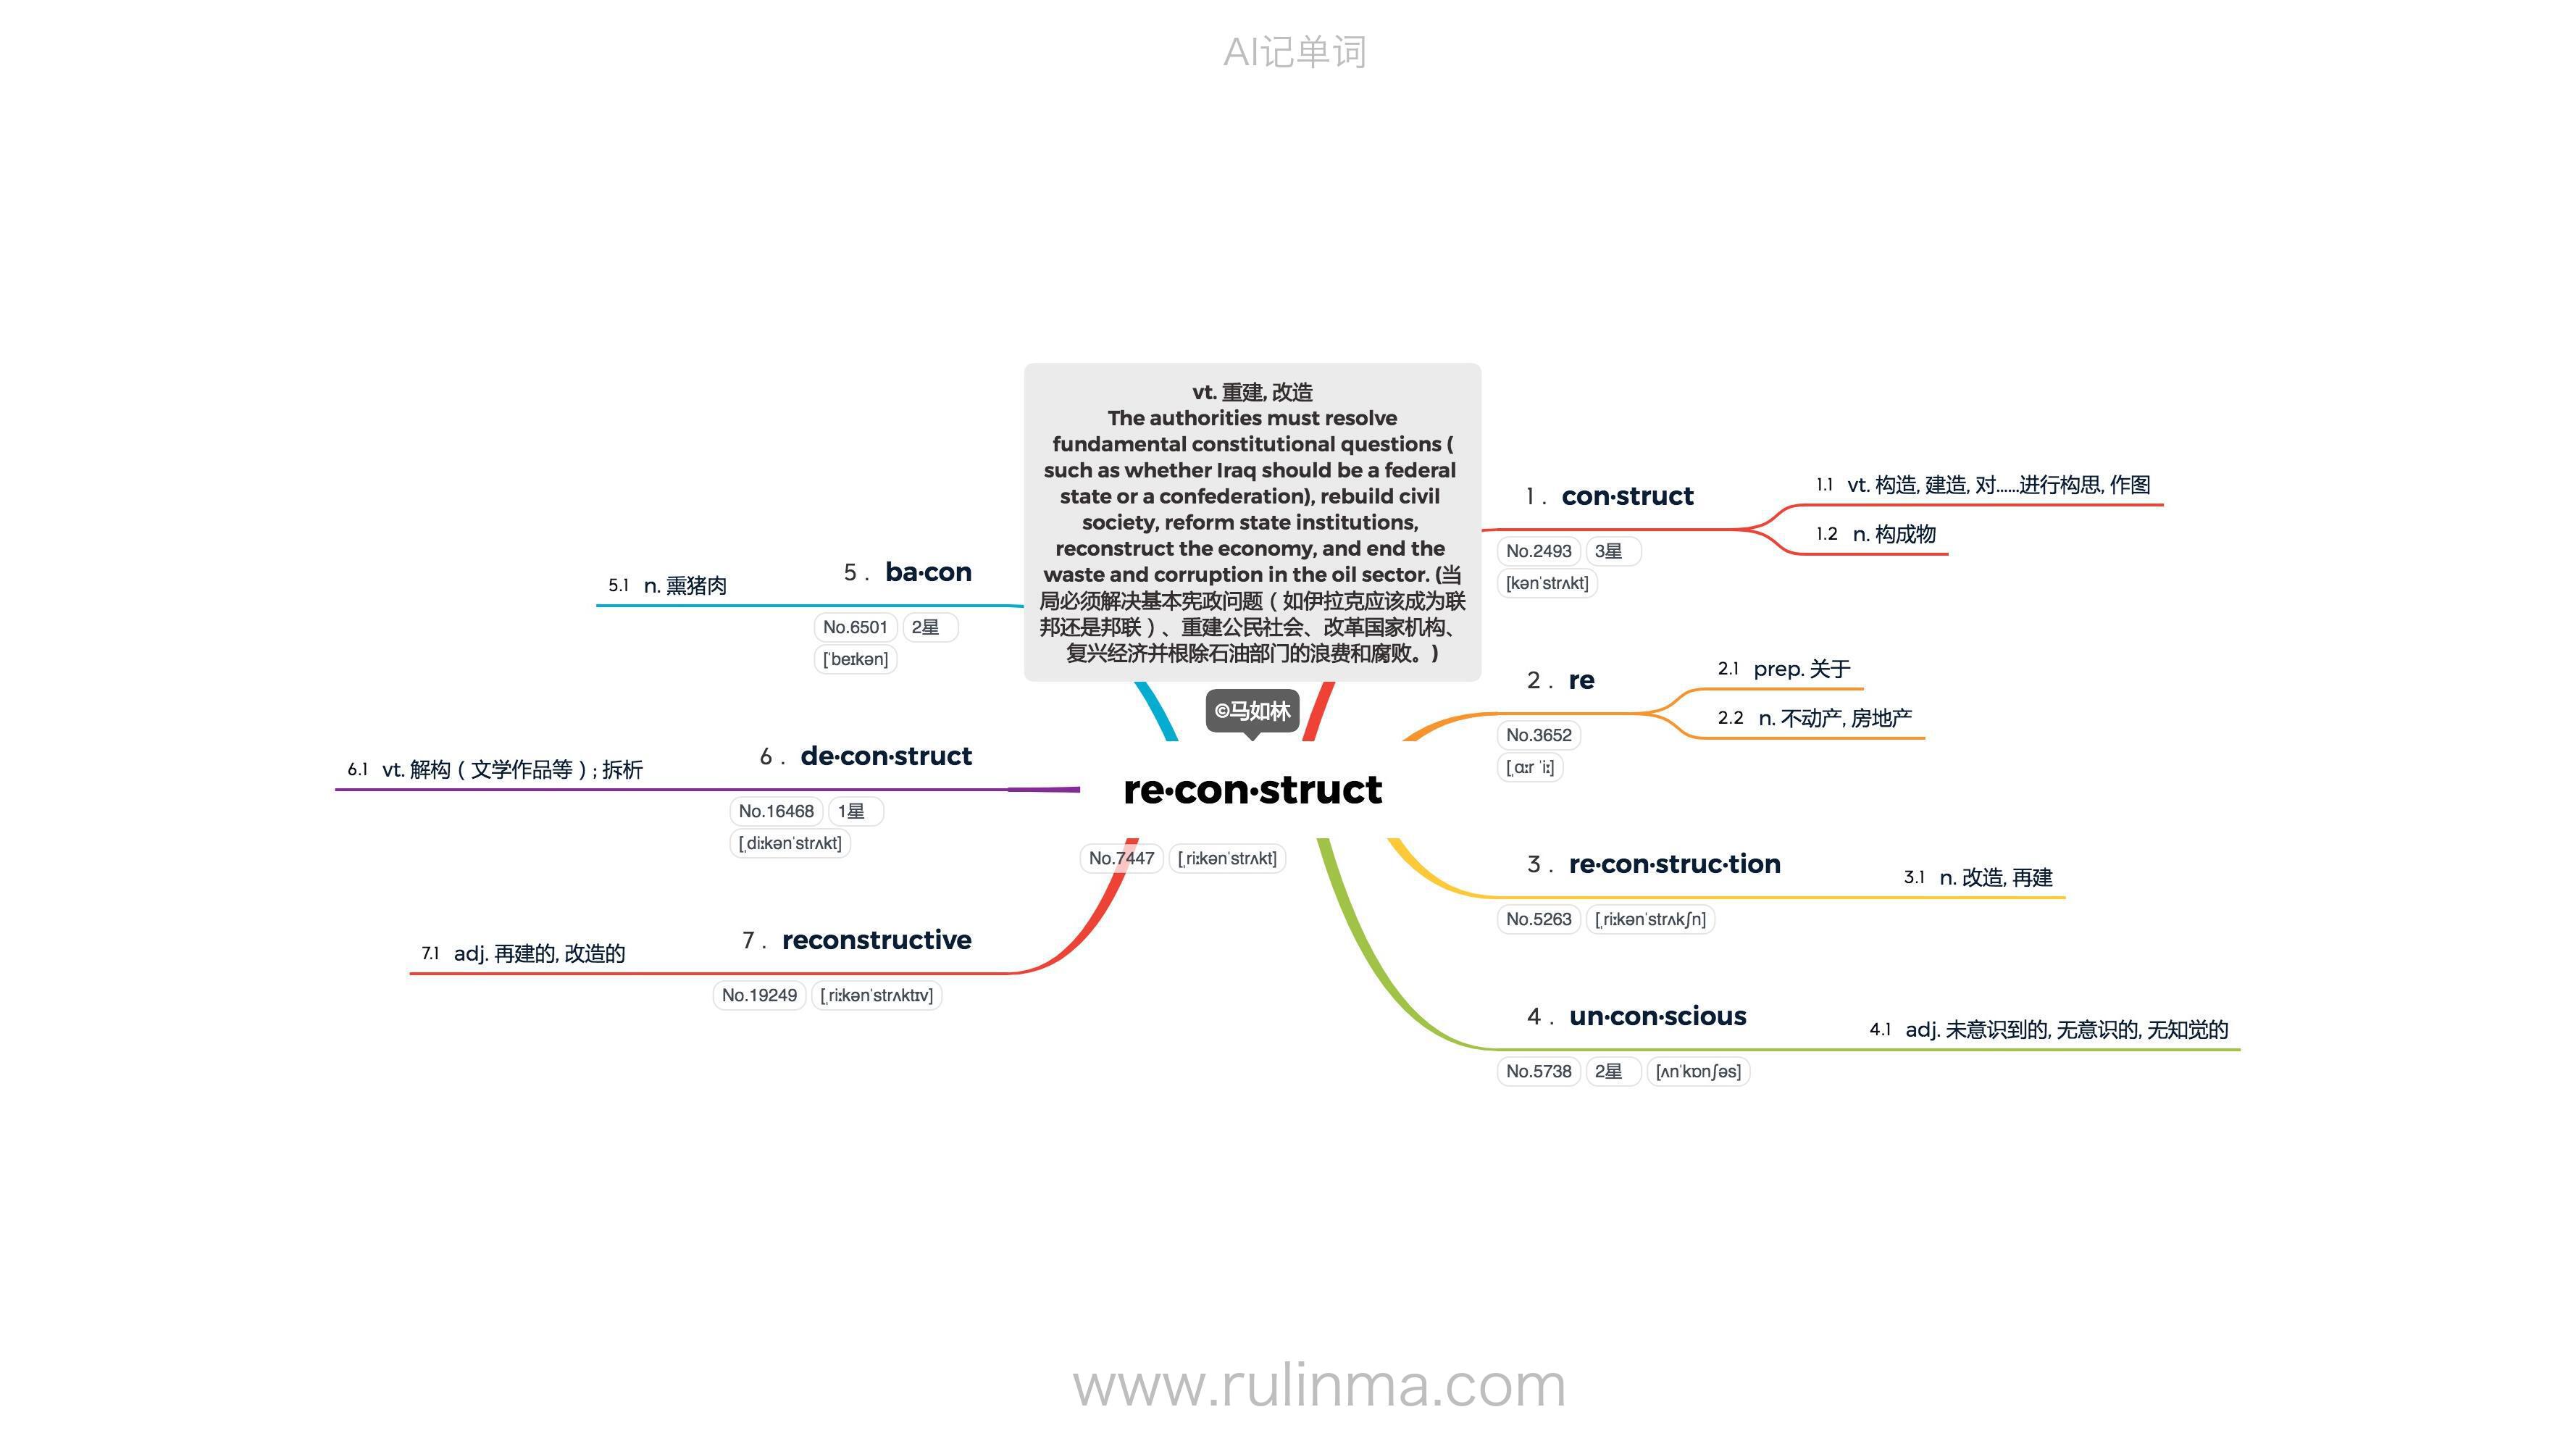 AI记单词
vt. 重建, 改造
The authorities must resolve
fundamental constitutional questions (
such as whether Iraq should be a federal
state or a confederation), rebuild civil
society, reform state institutions,
reconstruct the economy, and end the
waste and corruption in the oil sector. (当
局必须解决基本宪政问题（如伊拉克应该成为联
邦还是邦联）、重建公民社会、改革国家机构、
复兴经济并根除石油部门的浪费和腐败。)
©马如林
re·con·struct
No.7447 [ˌriːkənˈstrʌkt]
1. con·struct
No.2493 3星
[kənˈstrʌkt]
1.1 vt. 构造, 建造, 对……进行构思, 作图
1.2 n. 构成物
2. re
No.3652
[ˌɑːr ˈiː]
2.1 prep. 关于
2.2 n. 不动产, 房地产
3. re·con·struc·tion
No.5263 [ˌriːkənˈstrʌkʃn]
3.1 n. 改造, 再建
4. un·con·scious
No.5738 2星 [ʌnˈkɒnʃəs]
4.1 adj. 未意识到的, 无意识的, 无知觉的
5. ba·con
No.6501 2星
[ˈbeɪkən]
5.1 n. 熏猪肉
6. de·con·struct
No.16468 1星
[ˌdiːkənˈstrʌkt]
6.1 vt. 解构（文学作品等）; 拆析
7. reconstructive
No.19249 [ˌriːkənˈstrʌktɪv]
7.1 adj. 再建的, 改造的
www.rulinma.com